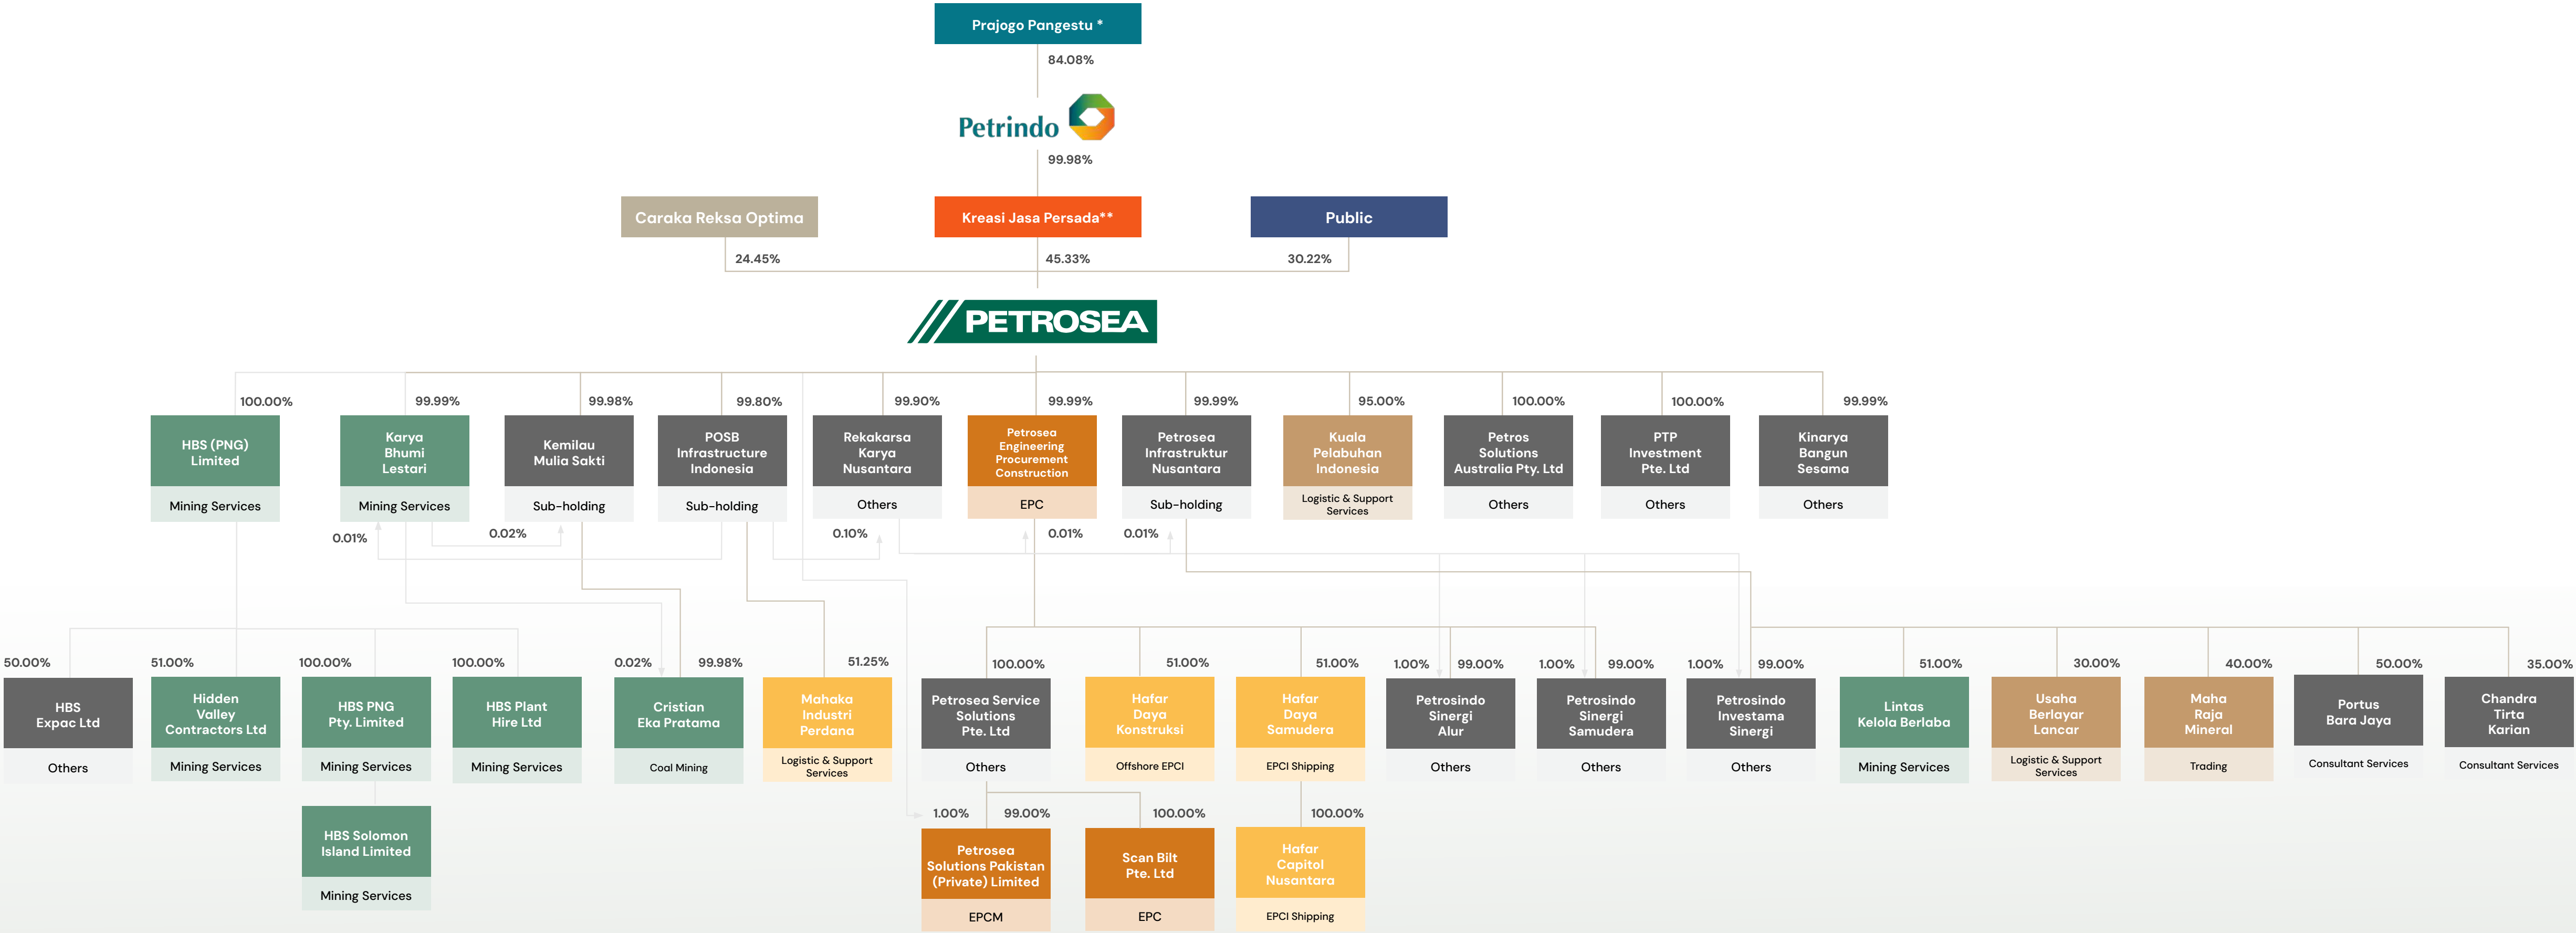 Prajogo Pangestu *
84.08%
Petrindo
99.98%
Caraka Reksa Optima
Kreasi Jasa Persada**
Public
24.45%
45.33%
30.22%
PETROSEA
100.00%
99.99%
99.98%
99.80%
99.90%
99.99%
99.99%
95.00%
100.00%
100.00%
99.99%
HBS (PNG)
Limited
Mining Services
Karya
Bhumi
Lestari
Mining Services
Kemilau
Mulia Sakti
Sub-holding
POSB
Infrastructure
Indonesia
Sub-holding
Rekakarsa
Karya
Nusantara
Others
Petrosea
Engineering
Procurement
Construction
EPC
Petrosea
Infrastruktur
Nusantara
Sub-holding
Kuala
Pelabuhan
Indonesia
Logistic & Support
Services
Petros
Solutions
Australia Pty. Ltd
Others
PTP
Investment
Pte. Ltd
Others
Kinarya
Bangun
Sesama
Others
0.01%
0.02%
0.10%
0.01%
0.01%
50.00%
51.00%
100.00%
100.00%
0.02%
99.98%
51.25%
100.00%
51.00%
51.00%
1.00%
99.00%
1.00%
99.00%
1.00%
99.00%
51.00%
30.00%
40.00%
50.00%
35.00%
HBS
Expac Ltd
Others
Hidden
Valley
Contractors Ltd
Mining Services
HBS PNG
Pty. Limited
Mining Services
HBS Plant
Hire Ltd
Mining Services
Cristian
Eka Pratama
Coal Mining
Mahaka
Industri
Perdana
Logistic & Support
Services
Petrosea Service
Solutions
Pte. Ltd
Others
Hafar
Daya
Konstruksi
Offshore EPCI
Hafar
Daya
Samudera
EPCI Shipping
Petrosindo
Sinergi
Alur
Others
Petrosindo
Sinergi
Samudera
Others
Petrosindo
Investama
Sinergi
Others
Lintas
Kelola Berlaba
Mining Services
Usaha
Berlayar
Lancar
Logistic & Support
Services
Maha
Raja
Mineral
Trading
Portus
Bara Jaya
Consultant Services
Chandra
Tirta
Karian
Consultant Services
1.00%
99.00%
100.00%
100.00%
HBS Solomon
Island Limited
Mining Services
Petrosea
Solutions Pakistan
(Private) Limited
EPCM
Scan Bilt
Pte. Ltd
EPC
Hafar
Capitol
Nusantara
EPCI Shipping